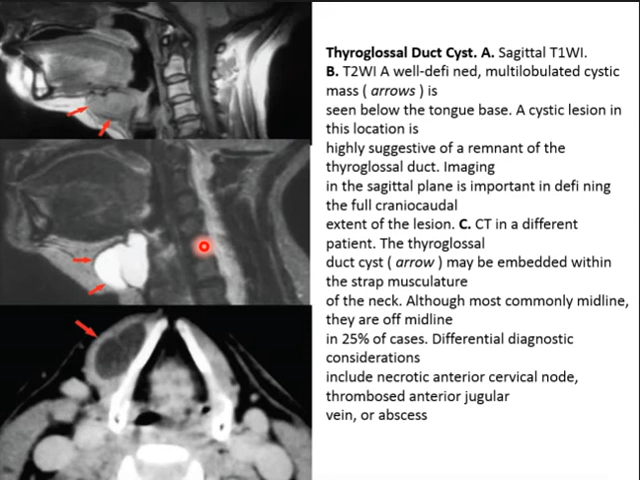 Thyroglossal Duct Cyst. A. Sagittal T1WI.
B. T2WI A well-defi ned, multilobulated cystic
mass ( arrows ) is
seen below the tongue base. A cystic lesion in
this location is
highly suggestive of a remnant of the
thyroglossal duct. Imaging
in the sagittal plane is important in defi ning
the full craniocaudal
extent of the lesion. C. CT in a different
patient. The thyroglossal
duct cyst ( arrow ) may be embedded within
the strap musculature
of the neck. Although most commonly midline,
they are off midline
in 25% of cases. Differential diagnostic
considerations
include necrotic anterior cervical node,
thrombosed anterior jugular
vein, or abscess